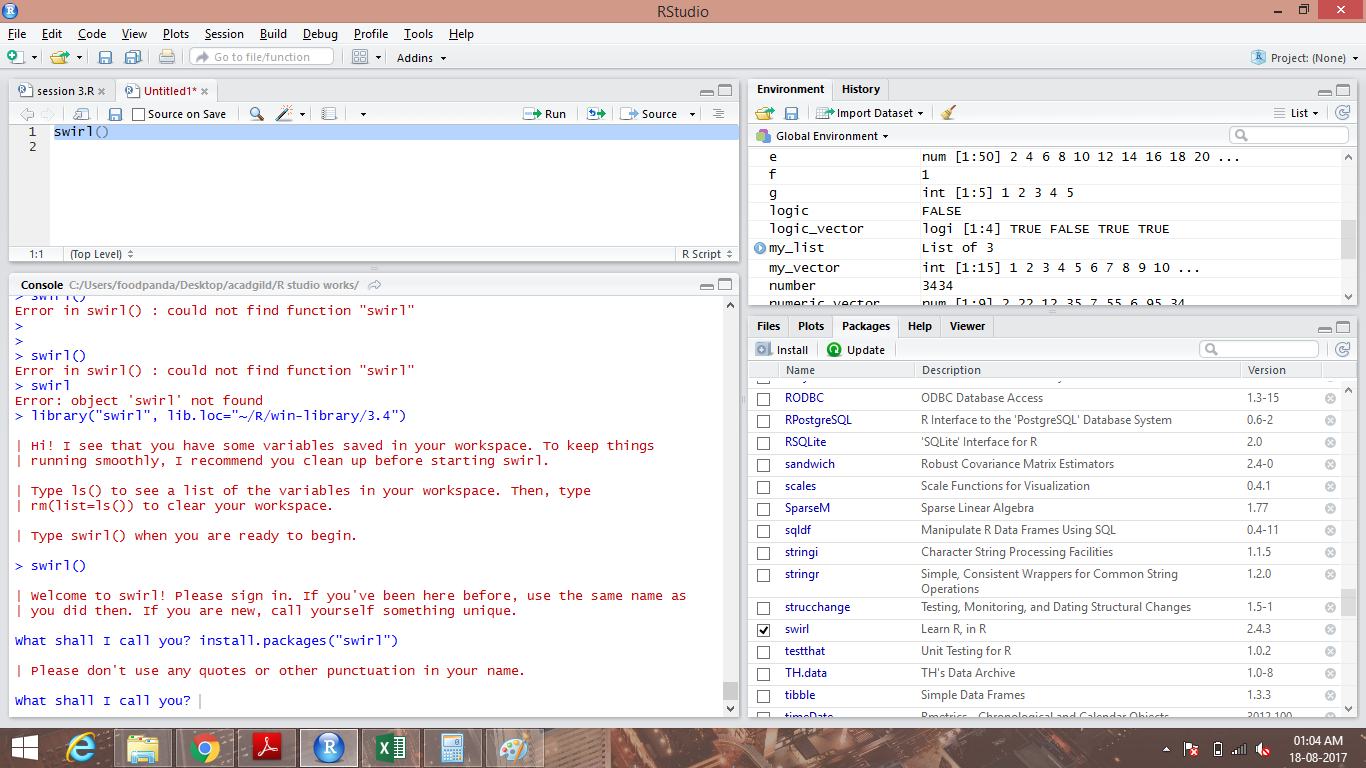 RStudio
File Edit Code View Plots Session Build Debug Profile Tools Help
Go to file/function Addins Project: (None)
session 3.R Untitled1*
Source on Save Run Source
1 swirl()
2
1:1 (Top Level) R Script
Console C:/Users/foodpanda/Desktop/acadgild/R studio works/
> swirl()
Error in swirl() : could not find function "swirl"
>
>
> swirl()
Error in swirl() : could not find function "swirl"
> swirl
Error: object 'swirl' not found
> library("swirl", lib.loc="~/R/win-library/3.4")
| Hi! I see that you have some variables saved in your workspace. To keep things
| running smoothly, I recommend you clean up before starting swirl.
| Type ls() to see a list of the variables in your workspace. Then, type
| rm(list=ls()) to clear your workspace.
| Type swirl() when you are ready to begin.
> swirl()
| Welcome to swirl! Please sign in. If you've been here before, use the same name as
| you did then. If you are new, call yourself something unique.
What shall I call you? install.packages("swirl")
| Please don't use any quotes or other punctuation in your name.
What shall I call you?
Environment History
Import Dataset List
Global Environment
e num [1:50] 2 4 6 8 10 12 14 16 18 20 ...
f 1
g int [1:5] 1 2 3 4 5
logic FALSE
logic_vector logi [1:4] TRUE FALSE TRUE TRUE
my_list List of 3
my_vector int [1:15] 1 2 3 4 5 6 7 8 9 10 ...
number 3434
numeric_vector num [1:9] 2 22 12 35 7 55 6 95 34
Files Plots Packages Help Viewer
Install Update
Name Description Version
RODBC ODBC Database Access 1.3-15
RPostgreSQL R Interface to the 'PostgreSQL' Database System 0.6-2
RSQLite 'SQLite' Interface for R 2.0
sandwich Robust Covariance Matrix Estimators 2.4-0
scales Scale Functions for Visualization 0.4.1
SparseM Sparse Linear Algebra 1.77
sqldf Manipulate R Data Frames Using SQL 0.4-11
stringi Character String Processing Facilities 1.1.5
stringr Simple, Consistent Wrappers for Common String 1.2.0
Operations
strucchange Testing, Monitoring, and Dating Structural Changes 1.5-1
swirl Learn R, in R 2.4.3
testthat Unit Testing for R 1.0.2
TH.data TH's Data Archive 1.0-8
tibble Simple Data Frames 1.3.3
timeDate Rmetrics - Chronological and Calendar Objects 3012.100
01:04 AM
18-08-2017